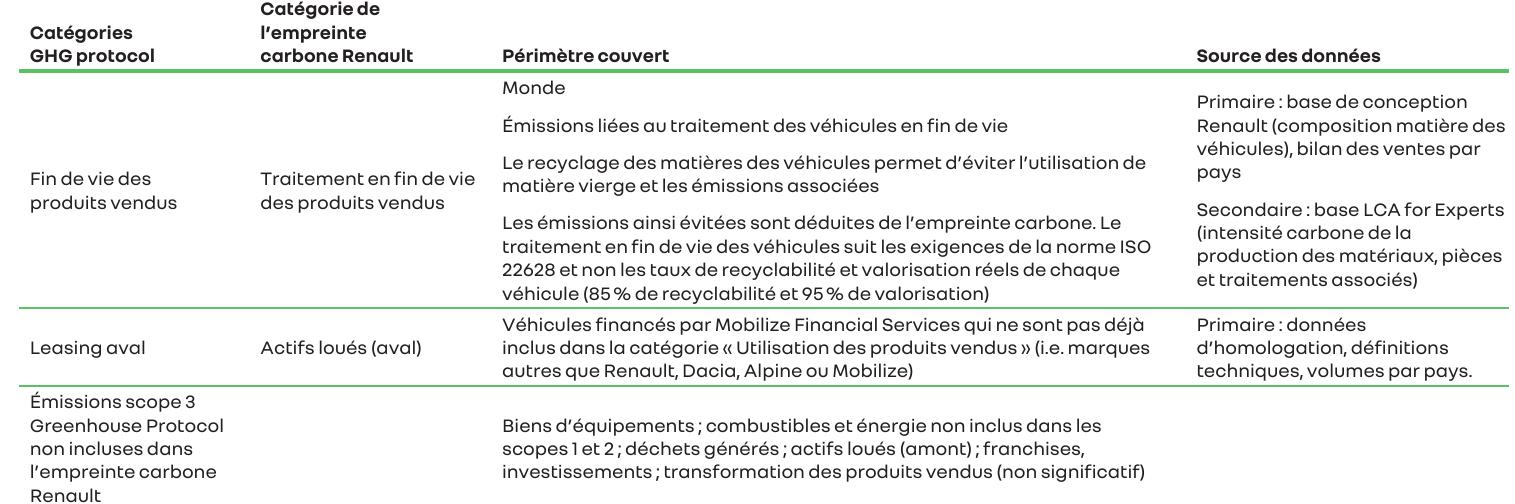 Catégories
GHG protocol
Catégorie de
l’empreinte
carbone Renault
Périmètre couvert
Source des données
Fin de vie des
produits vendus
Traitement en fin de vie
des produits vendus
Monde
Émissions liées au traitement des véhicules en fin de vie
Le recyclage des matières des véhicules permet d’éviter l’utilisation de
matière vierge et les émissions associées
Les émissions ainsi évitées sont déduites de l’empreinte carbone. Le
traitement en fin de vie des véhicules suit les exigences de la norme ISO
22628 et non les taux de recyclabilité et valorisation réels de chaque
véhicule (85 % de recyclabilité et 95 % de valorisation)
Primaire : base de conception
Renault (composition matière des
véhicules), bilan des ventes par
pays
Secondaire : base LCA for Experts
(intensité carbone de la
production des matériaux, pièces
et traitements associés)
Leasing aval
Actifs loués (aval)
Véhicules financés par Mobilize Financial Services qui ne sont pas déjà
inclus dans la catégorie « Utilisation des produits vendus » (i.e. marques
autres que Renault, Dacia, Alpine ou Mobilize)
Primaire : données
d’homologation, définitions
techniques, volumes par pays.
Émissions scope 3
Greenhouse Protocol
non incluses dans
l’empreinte carbone
Renault
Biens d’équipements ; combustibles et énergie non inclus dans les
scopes 1 et 2 ; déchets générés ; actifs loués (amont) ; franchises,
investissements ; transformation des produits vendus (non significatif)